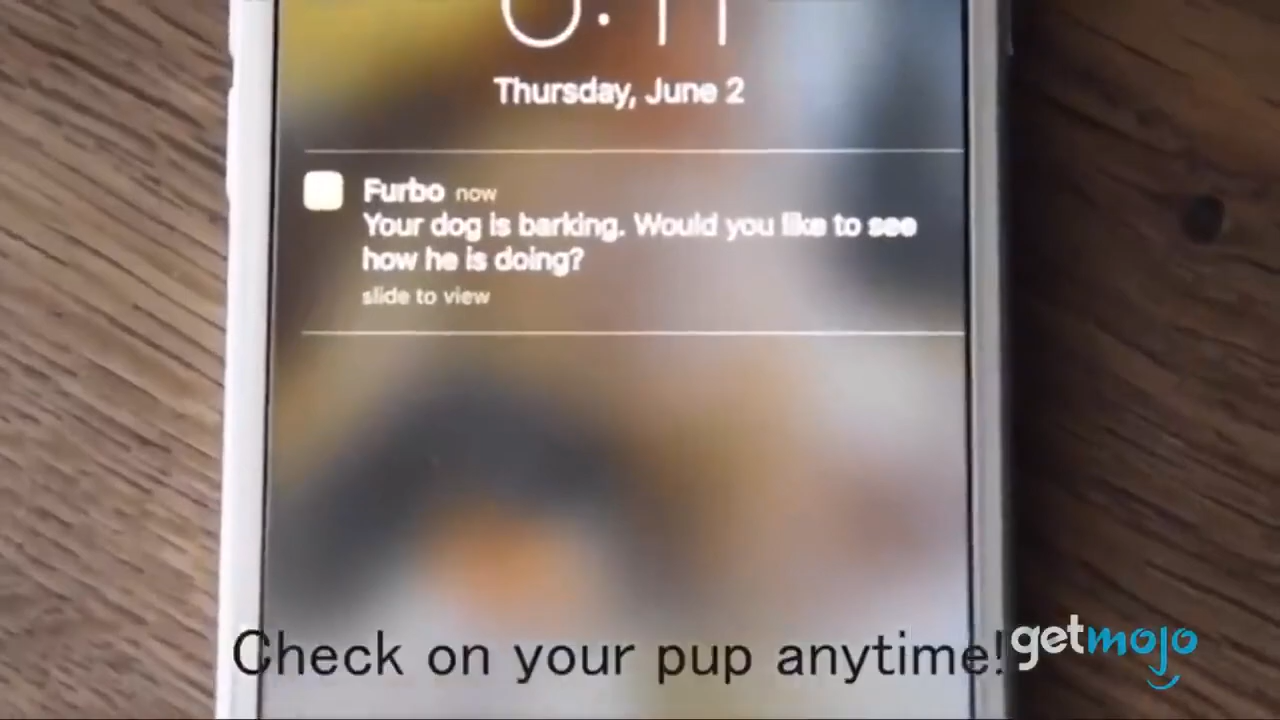 Thursday, June 2
Furbo now
Your dog is barking. Would you like to see
how he is doing?
slide to view
Check on your pup anytime!
getmojo